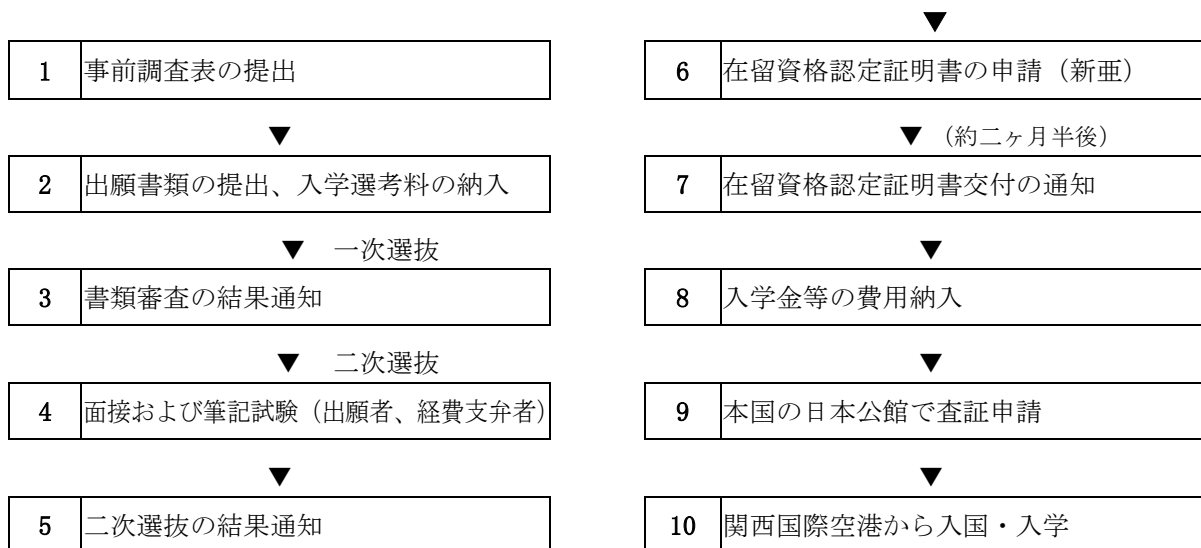 1 事前調査表の提出
▼
2 出願書類の提出、入学選考料の納入
▼ 一次選抜
3 書類審査の結果通知
▼ 二次選抜
4 面接および筆記試験（出願者、経費支弁者）
▼
5 二次選抜の結果通知
▼
6 在留資格認定証明書の申請（新亜）
▼（約二ヶ月半後）
7 在留資格認定証明書交付の通知
▼
8 入学金等の費用納入
▼
9 本国の日本公館で査証申請
▼
10 関西国際空港から入国・入学